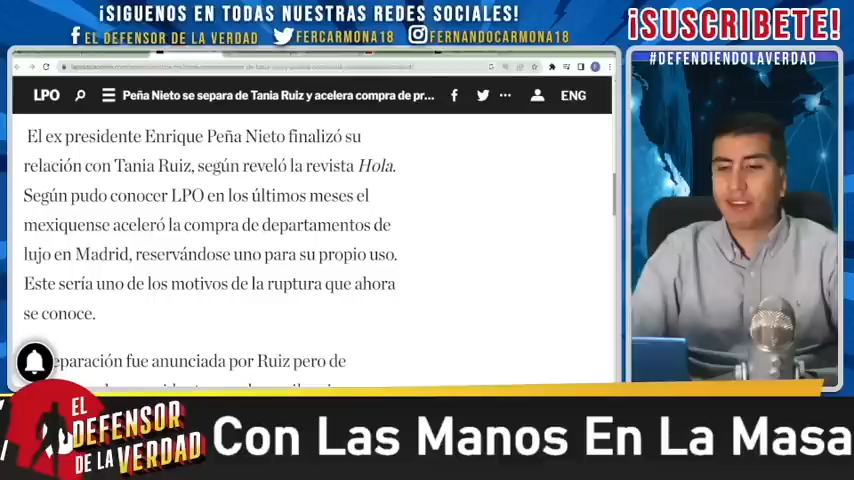 ¡SIGUENOS EN TODAS NUESTRAS REDES SOCIALES!
EL DEFENSOR DE LA VERDAD FERCARMONA18 FERNANDOCARMONA18
¡SUSCRIBETE!
#DEFENDIENDOLAVERDAD
LPO Peña Nieto se separa de Tania Ruiz y acelera compra de pr... ENG
El ex presidente Enrique Peña Nieto finalizó su
relación con Tania Ruiz, según reveló la revista Hola.
Según pudo conocer LPO en los últimos meses el
mexiquense aceleró la compra de departamentos de
lujo en Madrid, reservándose uno para su propio uso.
Este sería uno de los motivos de la ruptura que ahora
se conoce.
eparación fue anunciada por Ruiz pero de
EL
DEFENSOR
DE LA VERDAD
Con Las Manos En La Masa